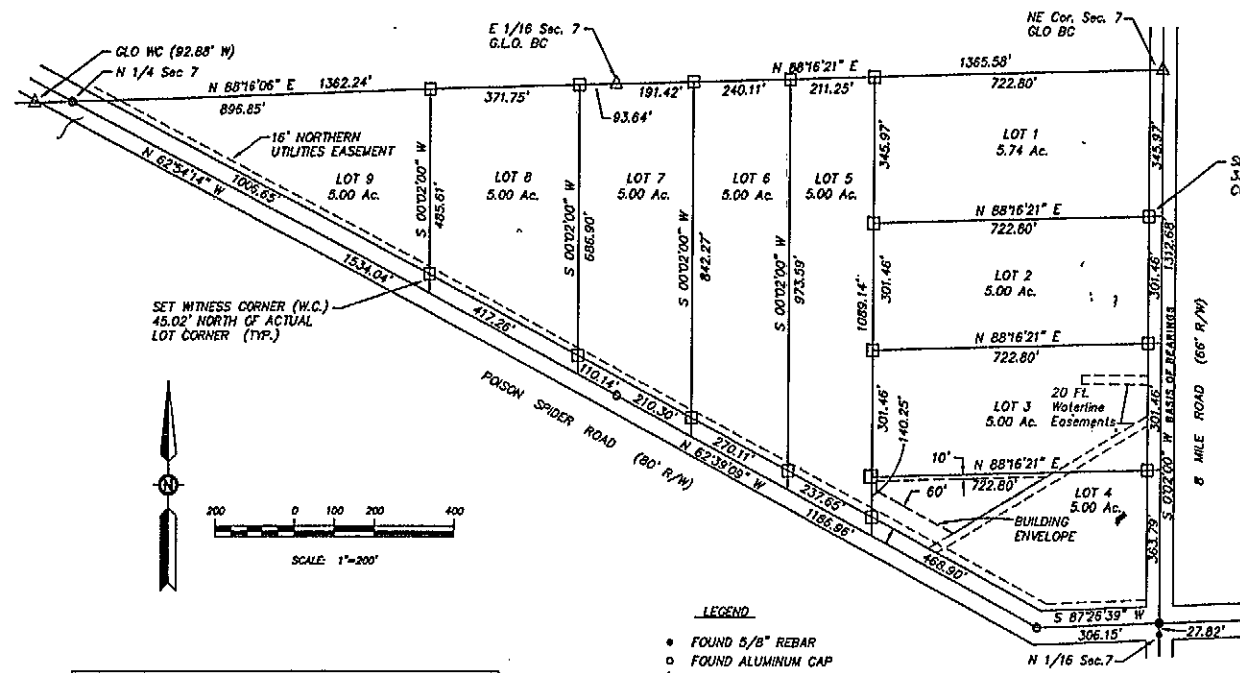 GLO WC (92.88' W)
N 1/4 Sec 7
E 1/16 Sec. 7
G.L.O. BC
NE Cor. Sec. 7
GLO BC
N 88°16'06" E
1362.24'
896.85'
371.75'
93.64'
191.42'
240.11'
N 88°16'21" E
211.25'
1365.58'
722.80'
16' NORTHERN
UTILITIES EASEMENT
N 62°54'14" W
1006.65'
1534.04'
LOT 9
5.00 Ac.
S 00°02'00" W
485.61'
LOT 8
5.00 Ac.
S 00°02'00" W
686.90'
LOT 7
5.00 Ac.
S 00°02'00" W
842.27'
LOT 6
5.00 Ac.
S 00°02'00" W
973.59'
LOT 5
5.00 Ac.
345.97'
LOT 1
5.74 Ac.
345.97'
N 88°16'21" E
722.80'
1312.68'
301.46'
LOT 2
5.00 Ac.
301.46'
1089.14'
N 88°16'21" E
722.80'
S 0°02'00" W BASIS OF BEARINGS
8 MILE ROAD (66' R/W)
301.46'
140.25'
LOT 3
5.00 Ac.
20 Ft.
Waterline
Easements
301.46'
10'
N 88°16'21" E
722.80'
LOT 4
5.00 Ac.
60'
BUILDING
ENVELOPE
363.79
SET WITNESS CORNER (W.C.)
45.02' NORTH OF ACTUAL
LOT CORNER (TYP.)
417.26'
110.14'
210.30'
270.11'
237.65'
468.90'
POISON SPIDER ROAD (80' R/W)
N 62°39'09" W
1186.96'
S 87°26'39" W
306.15'
27.82'
N 1/16 Sec.7
N
200 0 100 200 400
SCALE: 1"=200'
LEGEND
FOUND 5/8" REBAR
FOUND ALUMINUM CAP